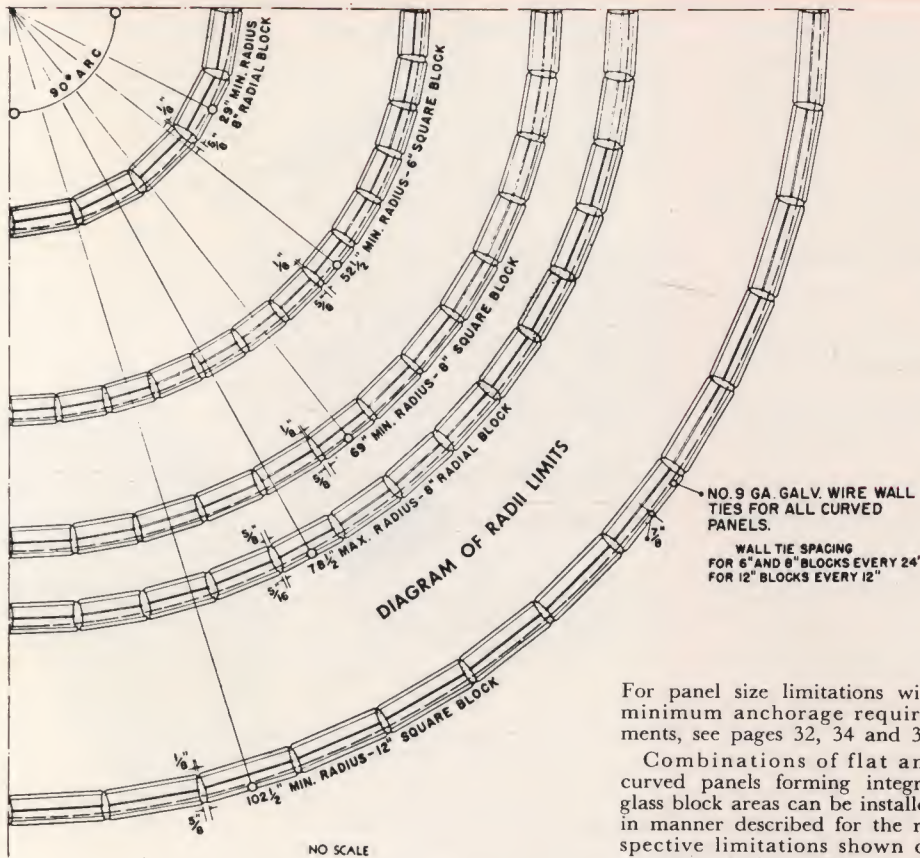 90° ARC
1/8"
5/8"
29" MIN. RADIUS
8" RADIAL BLOCK
1/8"
5/8"
52 1/2" MIN. RADIUS - 6" SQUARE BLOCK
1/8"
5/8"
69" MIN. RADIUS - 8" SQUARE BLOCK
5/8"
5/16"
78 1/2" MAX. RADIUS - 8" RADIAL BLOCK
DIAGRAM OF RADII LIMITS
NO. 9 GA. GALV. WIRE WALL
TIES FOR ALL CURVED
PANELS.
7/8"
WALL TIE SPACING
FOR 6" AND 8" BLOCKS EVERY 24"
FOR 12" BLOCKS EVERY 12"
1/8"
5/8"
102 1/2" MIN. RADIUS - 12" SQUARE BLOCK
NO SCALE
For panel size limitations wi
minimum anchorage requir
ments, see pages 32, 34 and 3
Combinations of flat an
curved panels forming integr
glass block areas can be installe
in manner described for the r
spective limitations shown o